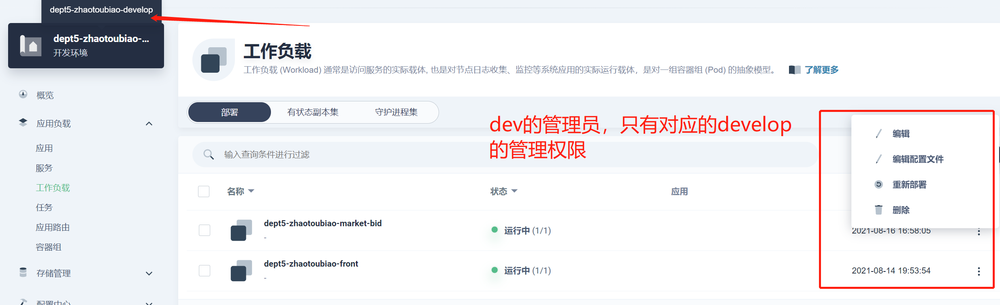 dept5-zhaotoubiao-develop
dept5-zhaotoubiao-...
开发环境
概览
应用负载
应用
服务
工作负载
任务
应用路由
容器组
存储管理
配置中心
工作负载
工作负载 (Workload) 通常是访问服务的实际载体, 也是对节点日志收集、监控等系统应用的实际运行载体，是对一组容器组 (Pod) 的抽象模型。 了解更多
部署 有状态副本集 守护进程集
dev的管理员，只有对应的develop
的管理权限
输入查询条件进行过滤
编辑
编辑配置文件
重新部署
删除
名称 状态 应用
dept5-zhaotoubiao-market-bid
-
运行中 (1/1) 2021-08-16 16:58:05
dept5-zhaotoubiao-front
-
运行中 (1/1) 2021-08-14 19:53:54